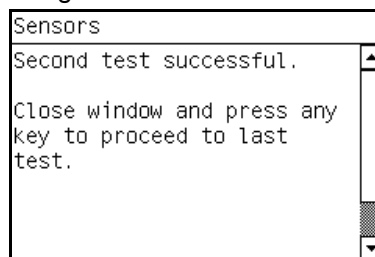 Sensors
Second test successful.
Close window and press any
key to proceed to last
test.